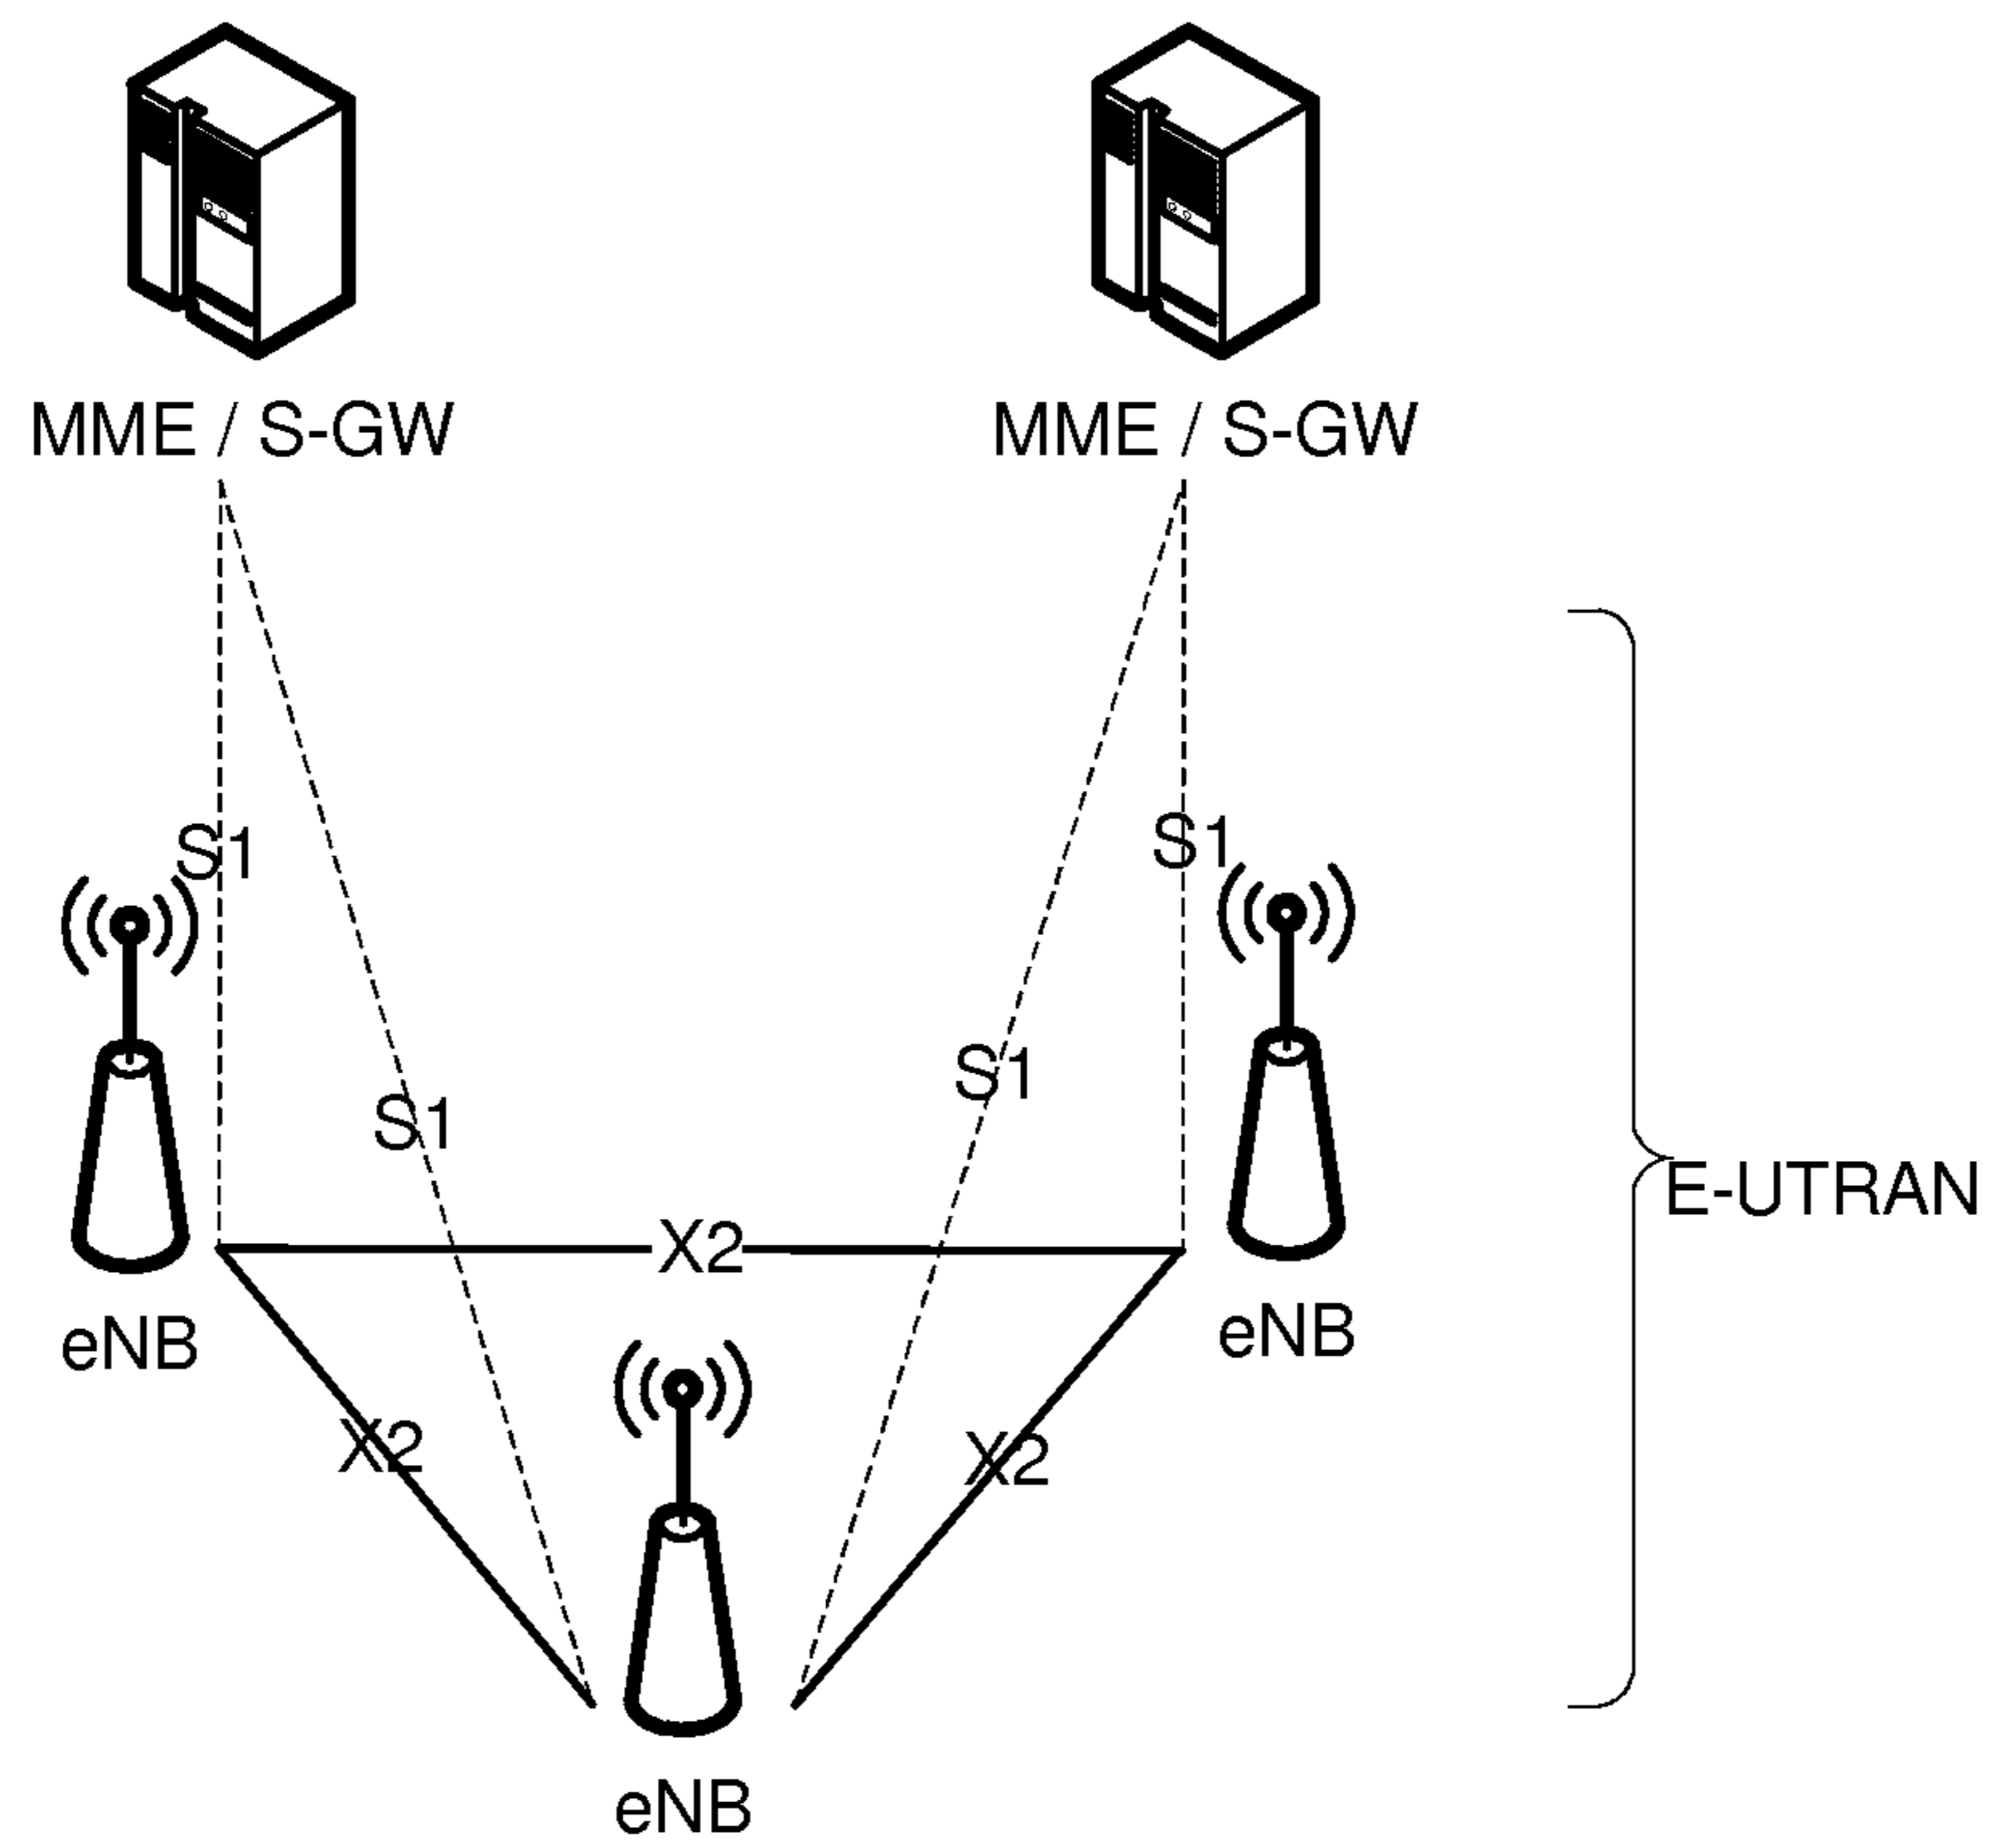 MME / S-GW
MME / S-GW
S1
S1
S1
S1
E-UTRAN
X2
eNB
eNB
X2
X2
eNB